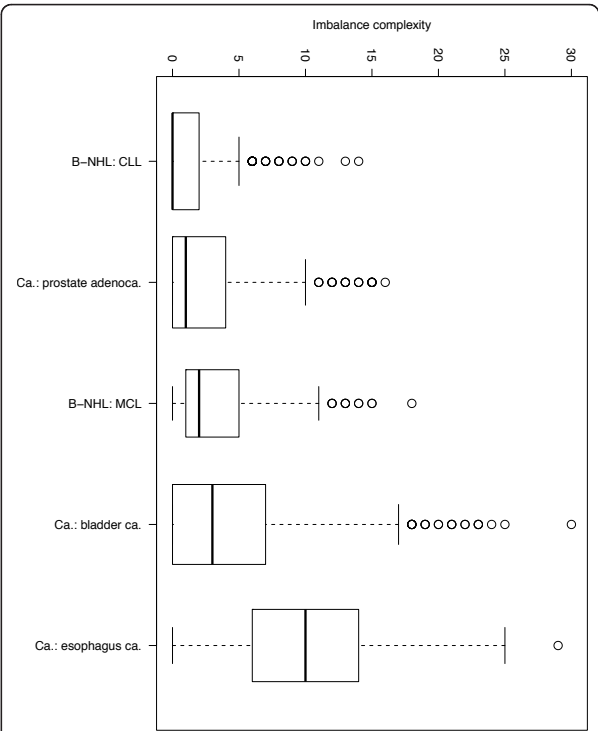 Imbalance complexity
0 5 10 15 20 25 30
B−NHL: CLL
Ca.: prostate adenoca.
B−NHL: MCL
Ca.: bladder ca.
Ca.: esophagus ca.